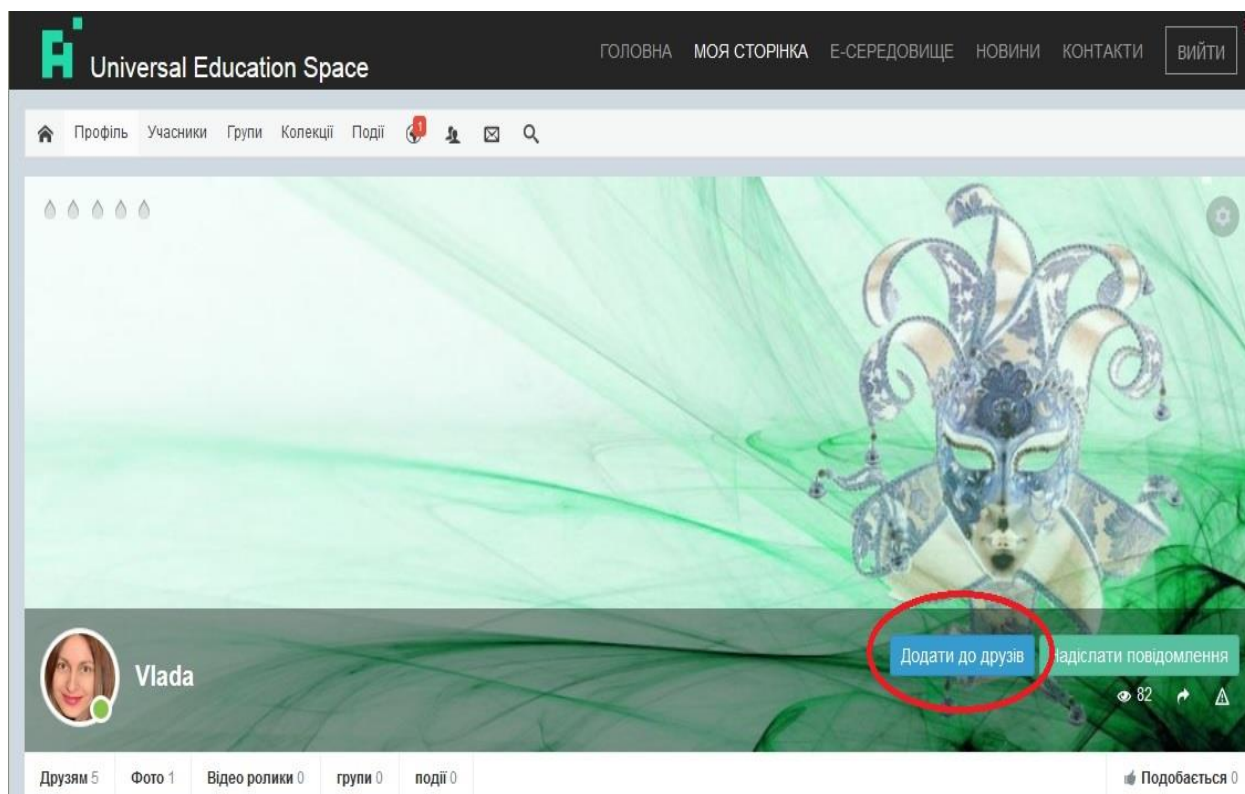 Universal Education Space
ГОЛОВНА МОЯ СТОРІНКА Е-СЕРЕДОВИЩЕ НОВИНИ КОНТАКТИ ВИЙТИ
Профіль Учасники Групи Колекції Події 1
Vlada
Додати до друзів Надіслати повідомлення
82
Друзям 5 Фото 1 Відео ролики 0 групи 0 події 0 Подобається 0